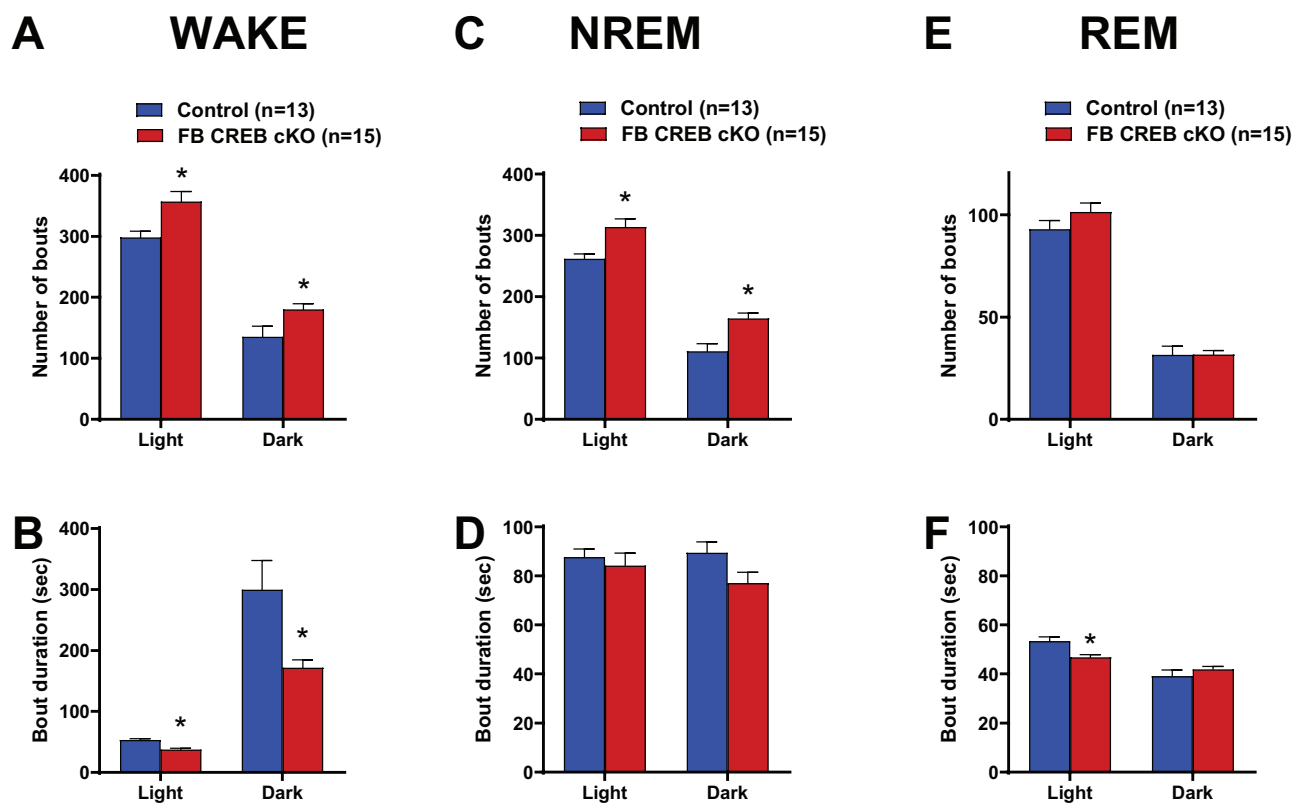 A WAKE
Control (n=13)
FB CREB cKO (n=15)
Number of bouts
400
300
200
100
0
*
*
Light Dark
B
Bout duration (sec)
400
300
200
100
0
*
*
Light Dark
C NREM
Control (n=13)
FB CREB cKO (n=15)
Number of bouts
400
300
200
100
0
*
*
Light Dark
D
Bout duration (sec)
100
80
60
40
20
0
Light Dark
E REM
Control (n=13)
FB CREB cKO (n=15)
Number of bouts
100
50
0
Light Dark
F
Bout duration (sec)
100
80
60
40
20
0
*
Light Dark